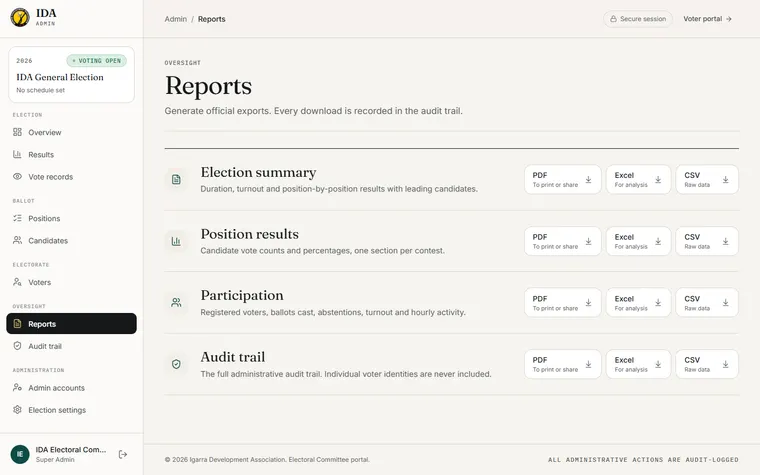 IDA
ADMIN
2026
VOTING OPEN
IDA General Election
No schedule set
ELECTION
Overview
Results
Vote records
BALLOT
Positions
Candidates
ELECTORATE
Voters
OVERSIGHT
Reports
Audit trail
ADMINISTRATION
Admin accounts
Election settings
IE
IDA Electoral Com...
Super Admin
Admin / Reports
Secure session
Voter portal →
OVERSIGHT
Reports
Generate official exports. Every download is recorded in the audit trail.
Election summary
Duration, turnout and position-by-position results with leading candidates.
PDF
To print or share
Excel
For analysis
CSV
Raw data
Position results
Candidate vote counts and percentages, one section per contest.
PDF
To print or share
Excel
For analysis
CSV
Raw data
Participation
Registered voters, ballots cast, abstentions, turnout and hourly activity.
PDF
To print or share
Excel
For analysis
CSV
Raw data
Audit trail
The full administrative audit trail. Individual voter identities are never included.
PDF
To print or share
Excel
For analysis
CSV
Raw data
© 2026 Igarra Development Association. Electoral Committee portal.
ALL ADMINISTRATIVE ACTIONS ARE AUDIT-LOGGED